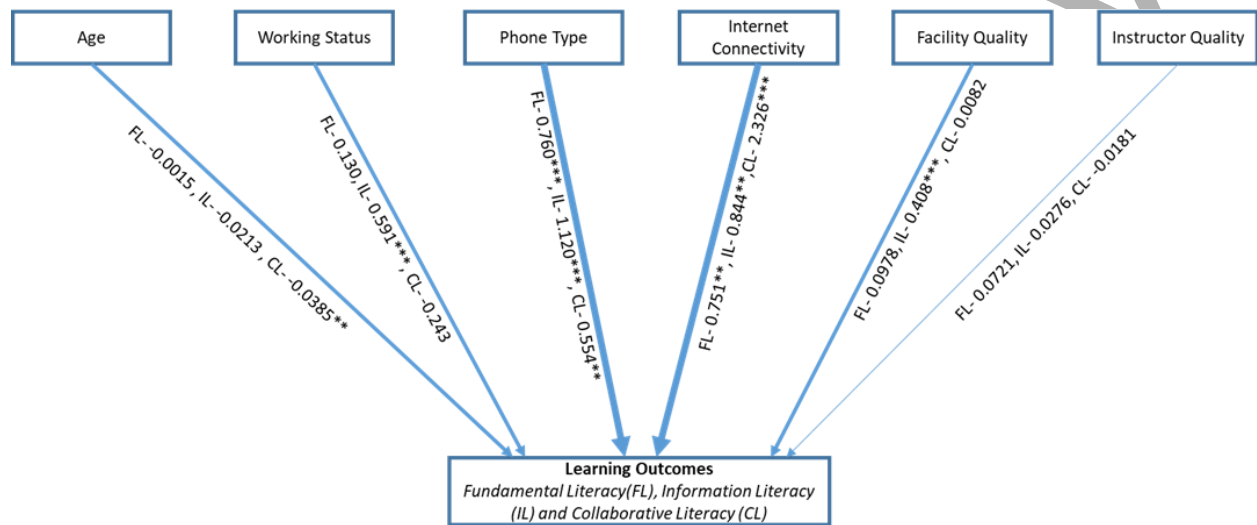 Age
Working Status
Phone Type
Internet
Connectivity
Facility Quality
Instructor Quality
FL- -0.0015 , IL- -0.0213 , CL- -0.0385**
FL- 0.130, IL- 0.591***, CL- -0.243
FL- 0.760***, IL- 1.120***, CL- 0.554**
FL- 0.751**, IL- 0.844**,CL- 2.326***
FL- 0.0978, IL- 0.408***, CL- 0.0082
FL- 0.0721, IL- 0.0276, CL- -0.0181
Learning Outcomes
Fundamental Literacy(FL), Information Literacy
(IL) and Collaborative Literacy (CL)